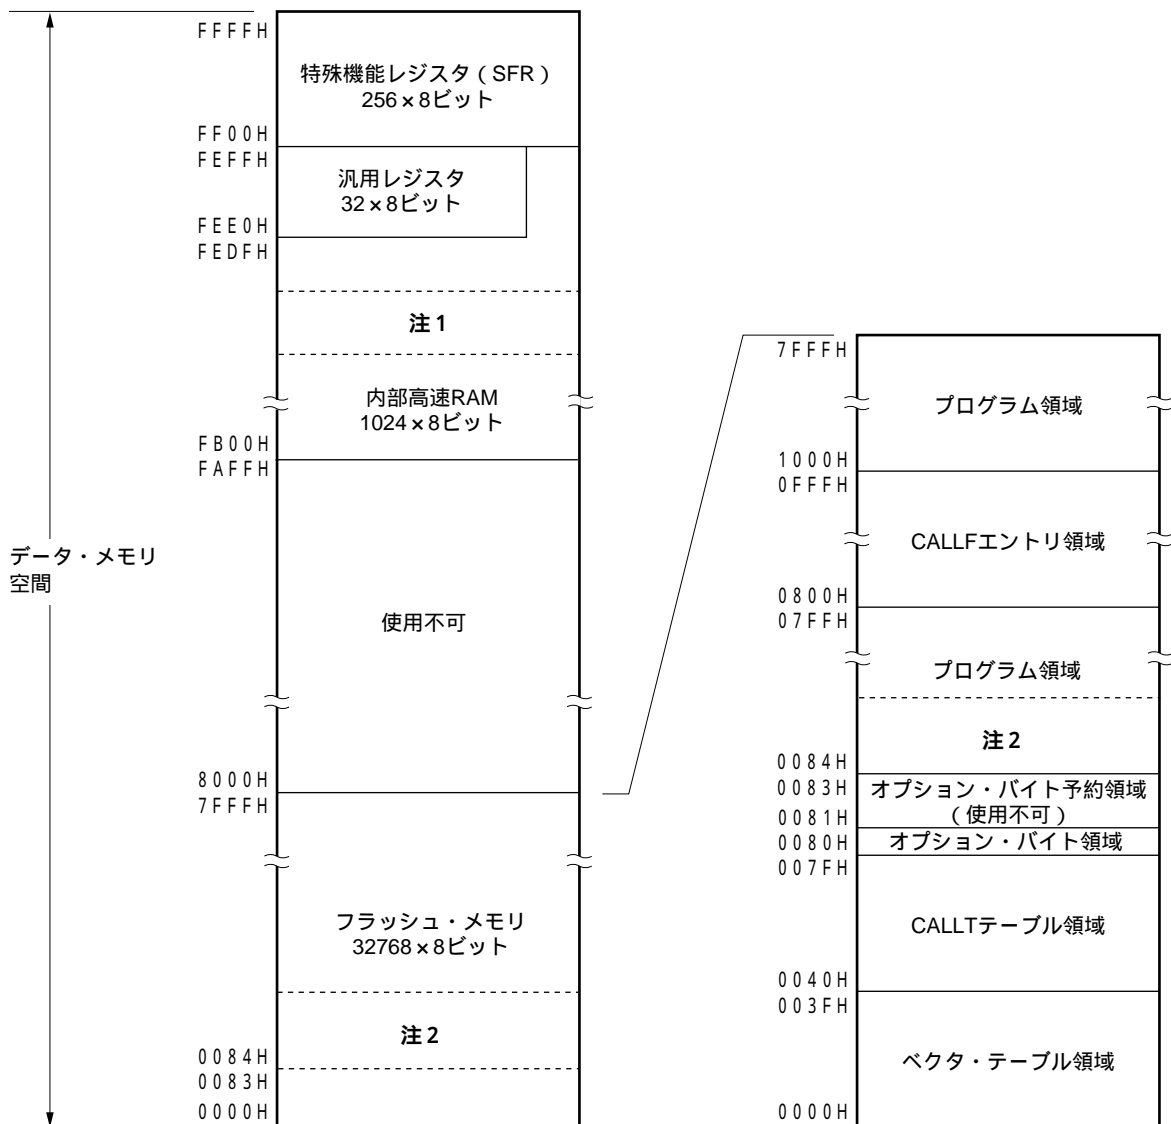 FFFFH
特殊機能レジスタ（SFR）
256×8ビット
FF00H
FEFFH
汎用レジスタ
32×8ビット
FEE0H
FEDFH
注1
内部高速RAM
1024×8ビット
FB00H
FAFFH
データ・メモリ
空間
使用不可
8000H
7FFFH
フラッシュ・メモリ
32768×8ビット
注2
0084H
0083H
0000H
7FFFH
プログラム領域
1000H
0FFFH
CALLFエントリ領域
0800H
07FFH
プログラム領域
注2
0084H
0083H
オプション・バイト予約領域
（使用不可）
0081H
0080H
オプション・バイト領域
007FH
CALLTテーブル領域
0040H
003FH
ベクタ・テーブル領域
0000H